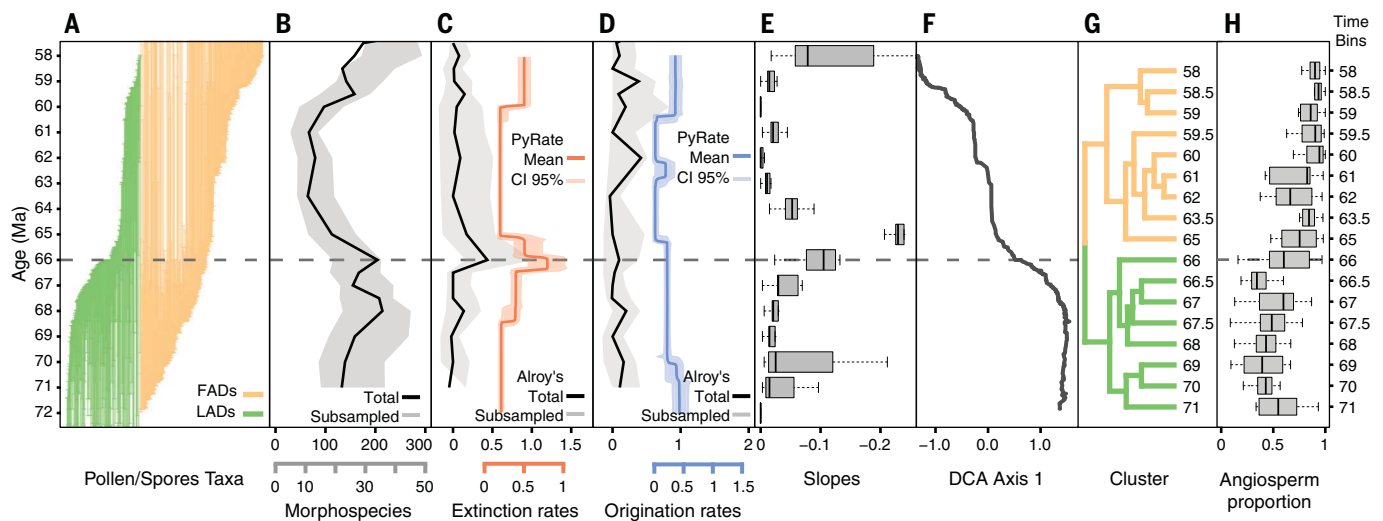 A B C D E F G H Time
Bins
58 58 58
59 58.5 58.5
60 59 59
61 59.5 59.5
62 60 60
63 61 61
64 62 62
65 63.5 63.5
66 65 65
67 66 66
68 66.5 66.5
69 67 67
70 67.5 67.5
71 68 68
72 69 69
70 70
71 71
Age (Ma)
FADs
LADs
Total
Subsampled
PyRate
Mean
CI 95%
Alroy's
Total
Subsampled
PyRate
Mean
CI 95%
Alroy's
Total
Subsampled
0 100 200 300 0 0.5 1.0 1.5 0 1 2 0 −0.1 −0.2 −1.0 0.0 1.0 0 0.5 1
0 10 20 30 40 50 0 0.5 1 0 0.5 1 1.5
Pollen/Spores Taxa
Morphospecies
Extinction rates
Origination rates
Slopes
DCA Axis 1
Cluster
Angiosperm
proportion